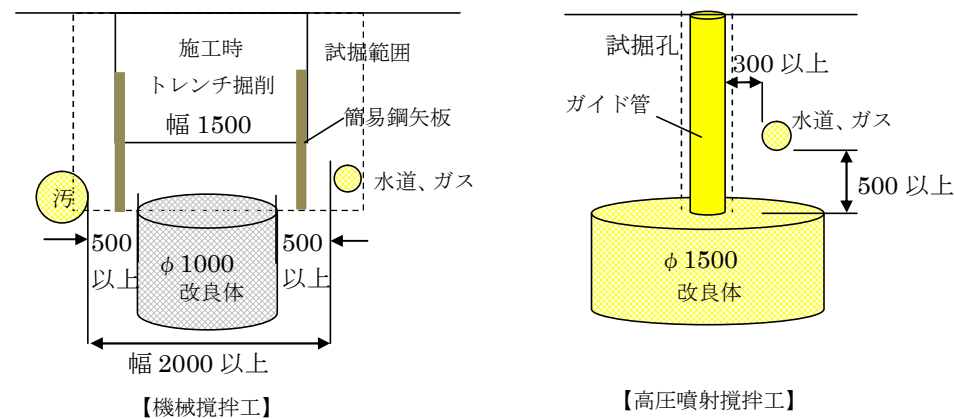 施工時
トレンチ掘削
幅 1500
試掘範囲
簡易鋼矢板
水道、ガス
汚
500
以上
500
以上
φ 1000
改良体
幅 2000 以上
【機械撹拌工】
試掘孔
300 以上
ガイド管
水道、ガス
500 以上
φ 1500
改良体
【高圧噴射撹拌工】